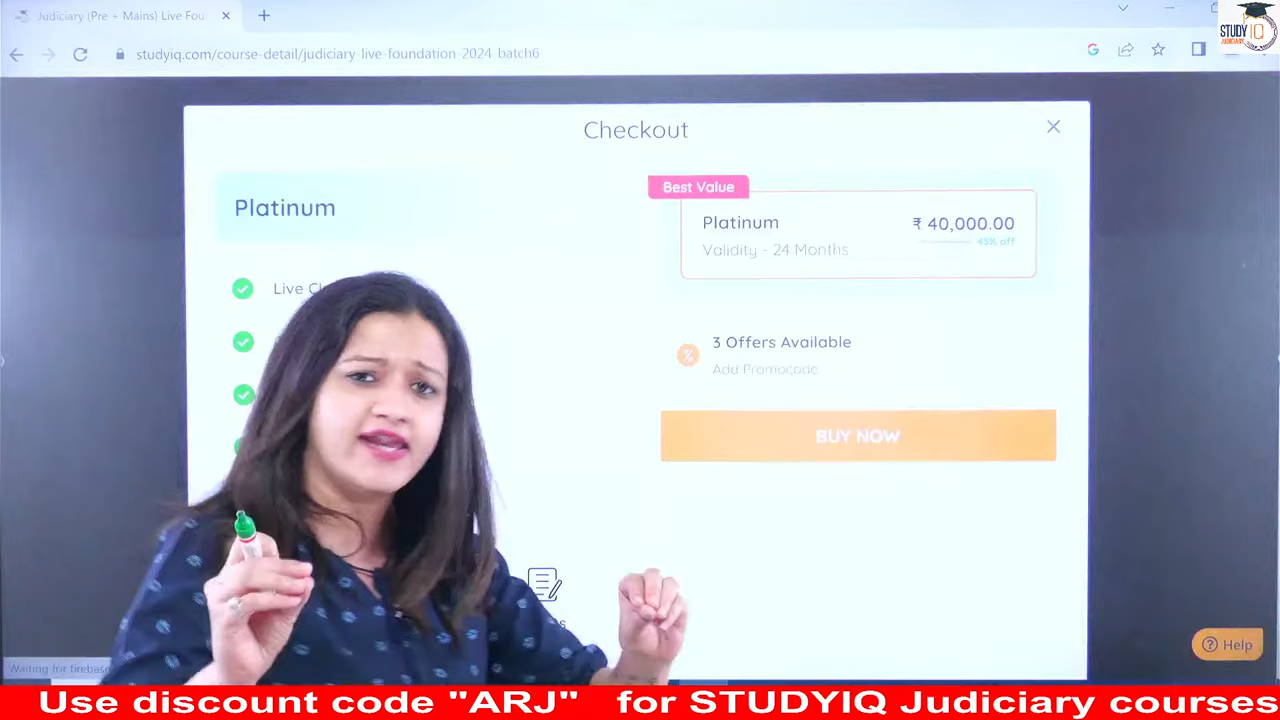 Judiciary (Pre + Mains) Live Fou
studyiq.com/course-detail/judiciary-live-foundation-2024-batch6
STUDY IQ
JUDICIARY
Checkout
Platinum
Live
Best Value
Platinum
₹ 40,000.00
Validity - 24 Months
45% off
3 Offers Available
Add Promocode
BUY NOW
Help
Waiting for firebase
Use discount code "ARJ" for STUDYIQ Judiciary courses